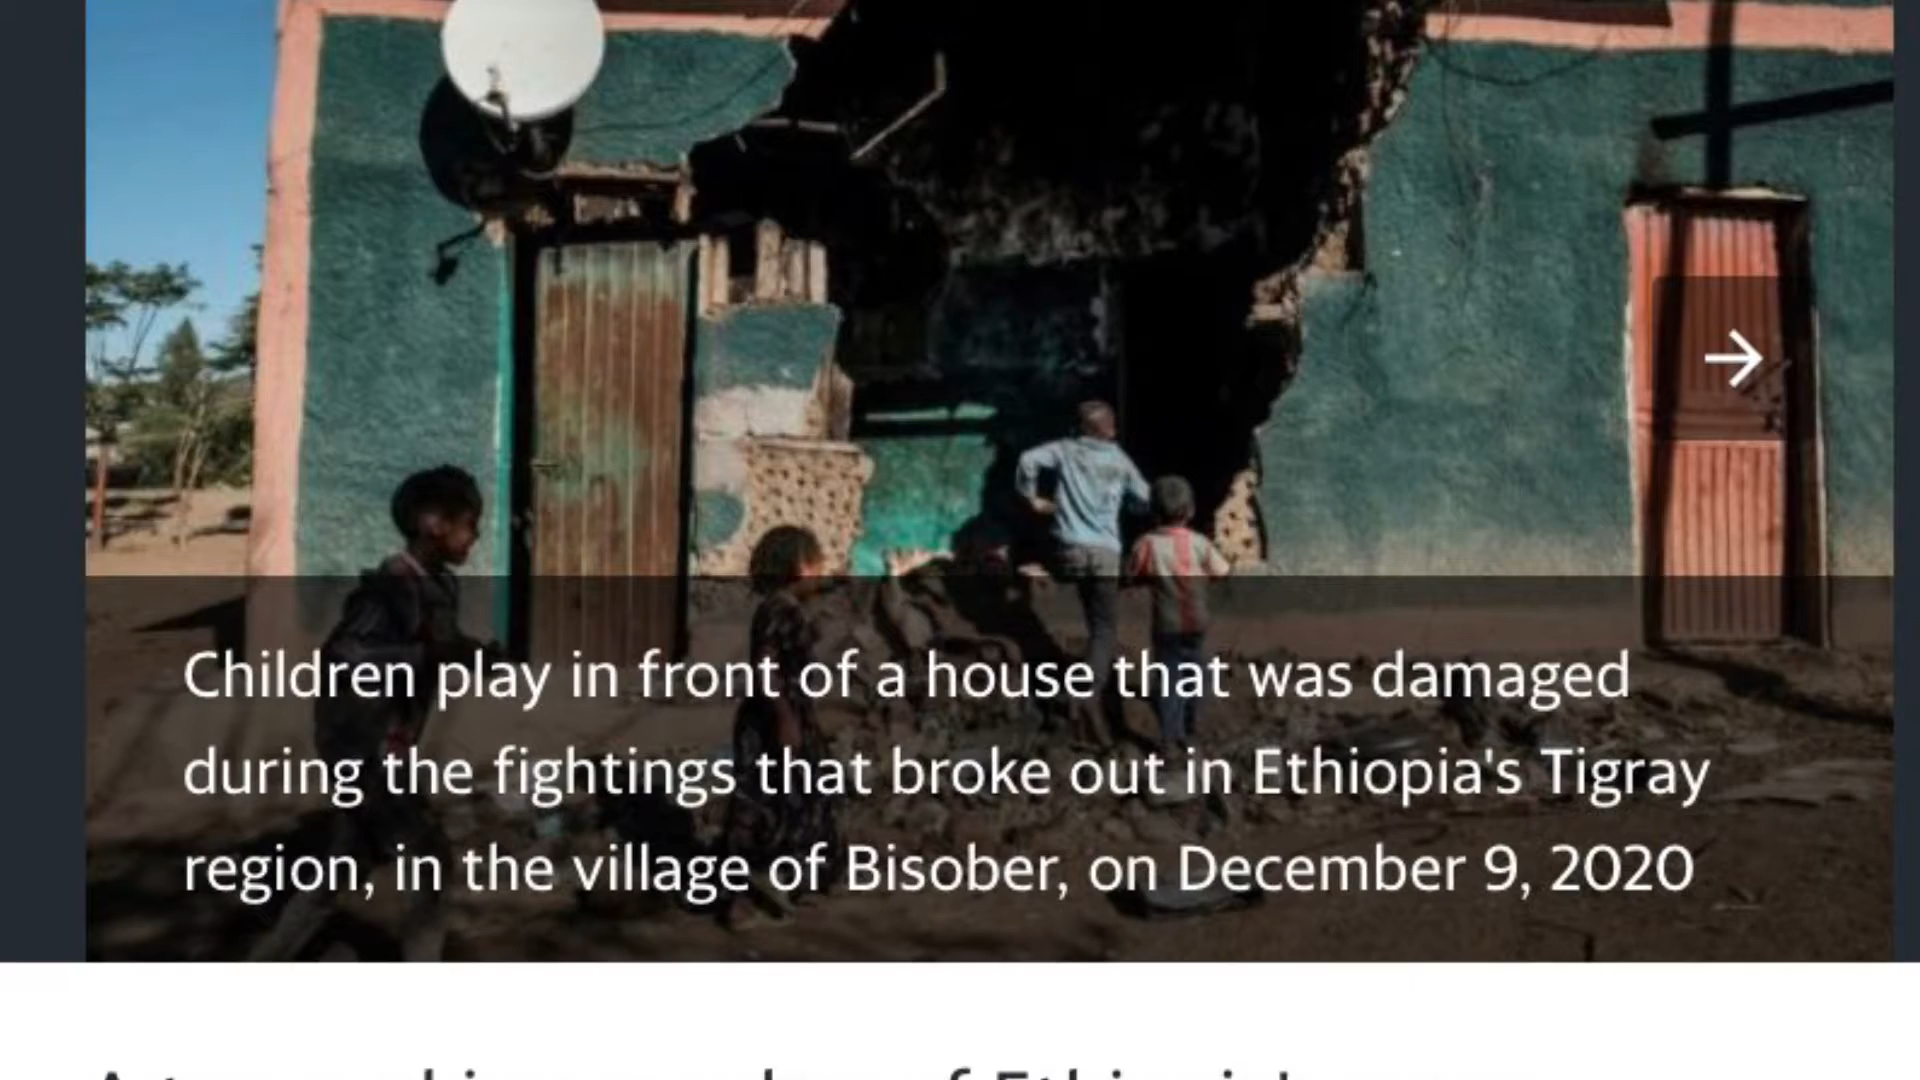 Children play in front of a house that was damaged
during the fightings that broke out in Ethiopia's Tigray
region, in the village of Bisober, on December 9, 2020